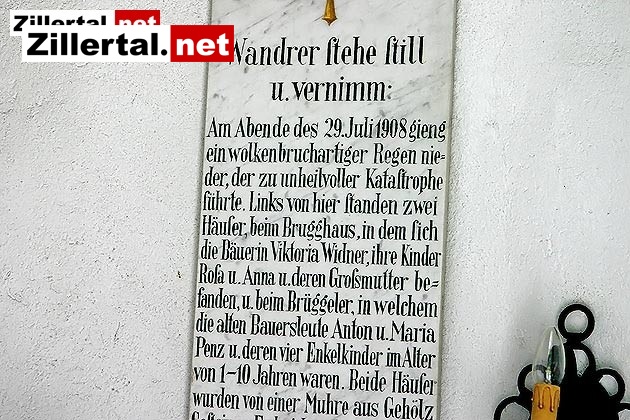 Zillertal.net
Zillertal.net
Wandrer stehe still
u. vernimm:
Am Abende des 29. Juli 1908 gieng
ein wolkenbruchartiger Regen nie=
der, der zu unheilvoller Katastrophe
führte. Links von hier standen zwei
Häuser, beim Brugghaus, in dem sich
die Bäuerin Viktoria Widner, ihre Kinder
Rosa u. Anna u. deren Grosmutter be=
fanden, u. beim Brüggeler, in welchem
die alten Bauersleute Anton u. Maria
Penz u. deren vier Enkelkinder im Alter
von 1-10 Jahren waren. Beide Häuser
wurden von einer Muhre aus Gehölz,